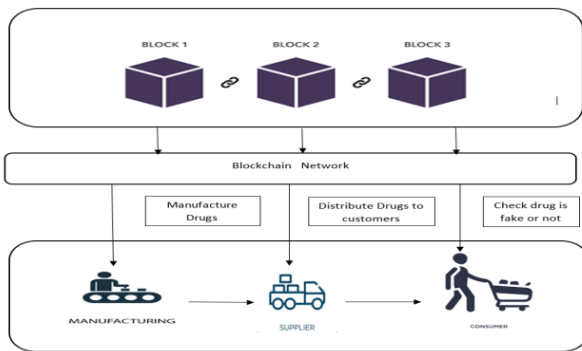 BLOCK 1
BLOCK 2
BLOCK 3
Blockchain Network
Manufacture
Drugs
Distribute Drugs to
customers
Check drug is
fake or not
MANUFACTURING
SUPPLIER
CONSUMER